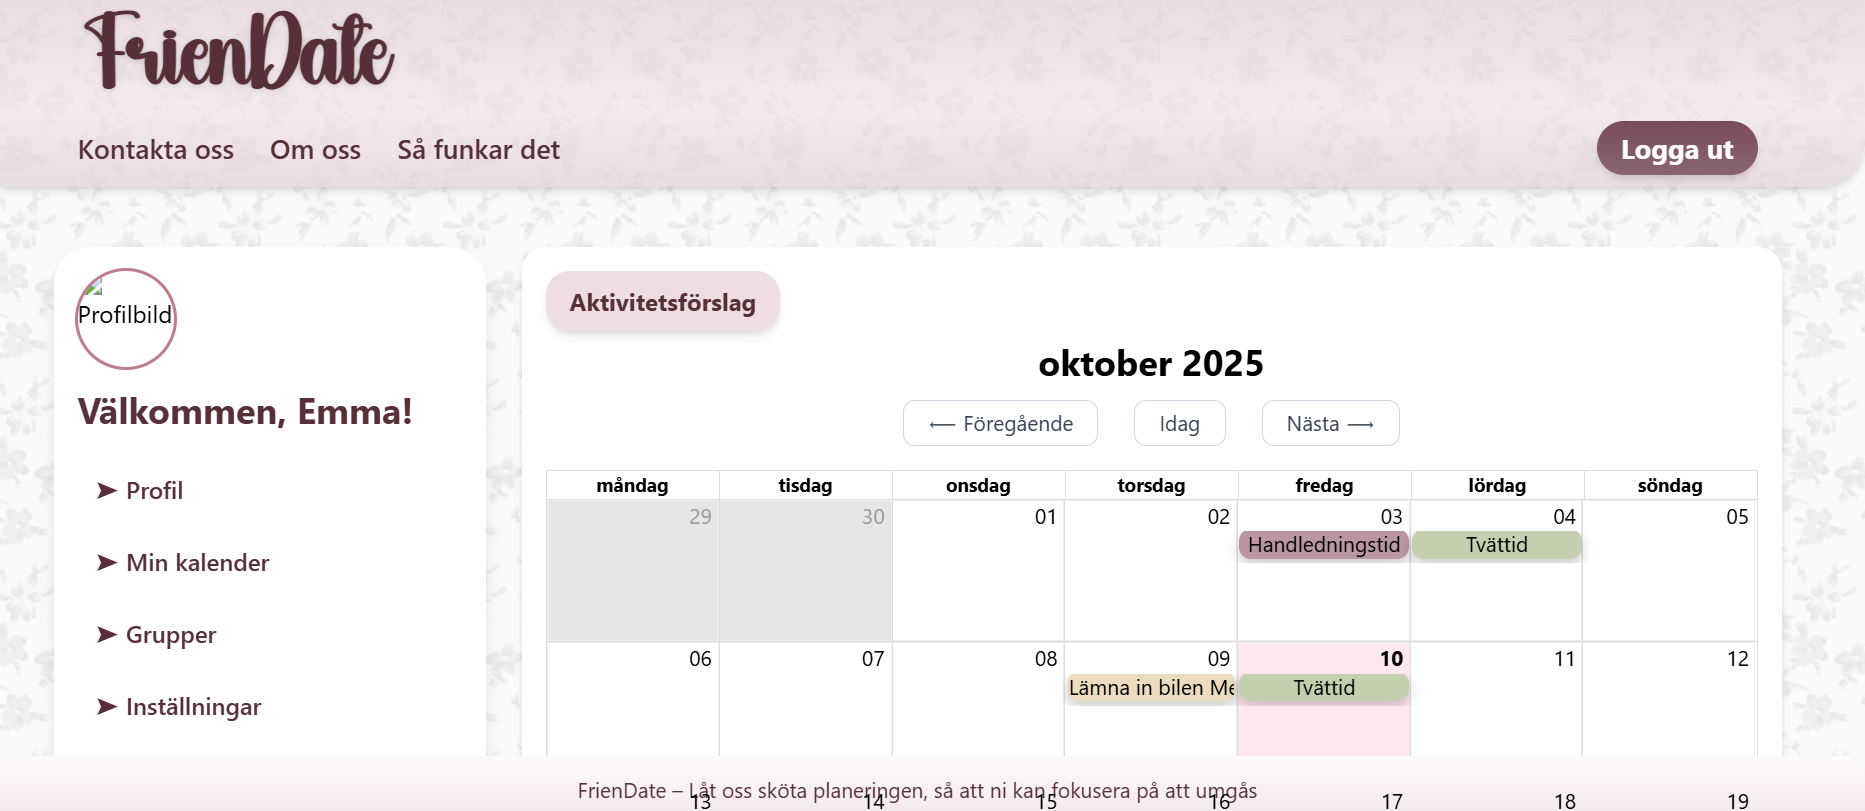 FrienDate
Kontakta oss Om oss Så funkar det Logga ut
Profilbild
Välkommen, Emma!
➤ Profil
➤ Min kalender
➤ Grupper
➤ Inställningar
Aktivitetsförslag
oktober 2025
⟵ Föregående Idag Nästa ⟶
måndag tisdag onsdag torsdag fredag lördag söndag
29 30 01 02 03 04 05
Handledningstid Tvättid
06 07 08 09 10 11 12
Lämna in bilen Me Tvättid
FrienDate – Låt oss sköta planeringen, så att ni kan fokusera på att umgås
13 14 15 16 17 18 19